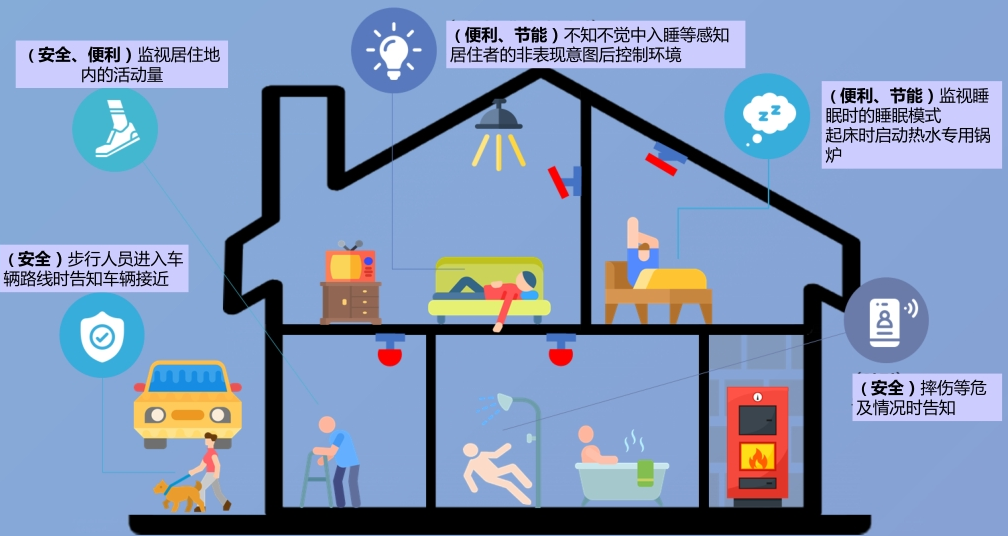 （便利、节能）不知不觉中入睡等感知
居住者的非表现意图后控制环境
（安全、便利）监视居住地
内的活动量
（便利、节能）监视睡
眠时的睡眠模式
起床时启动热水专用锅
炉
（安全）步行人员进入车
辆路线时告知车辆接近
（安全）摔伤等危
及情况时告知